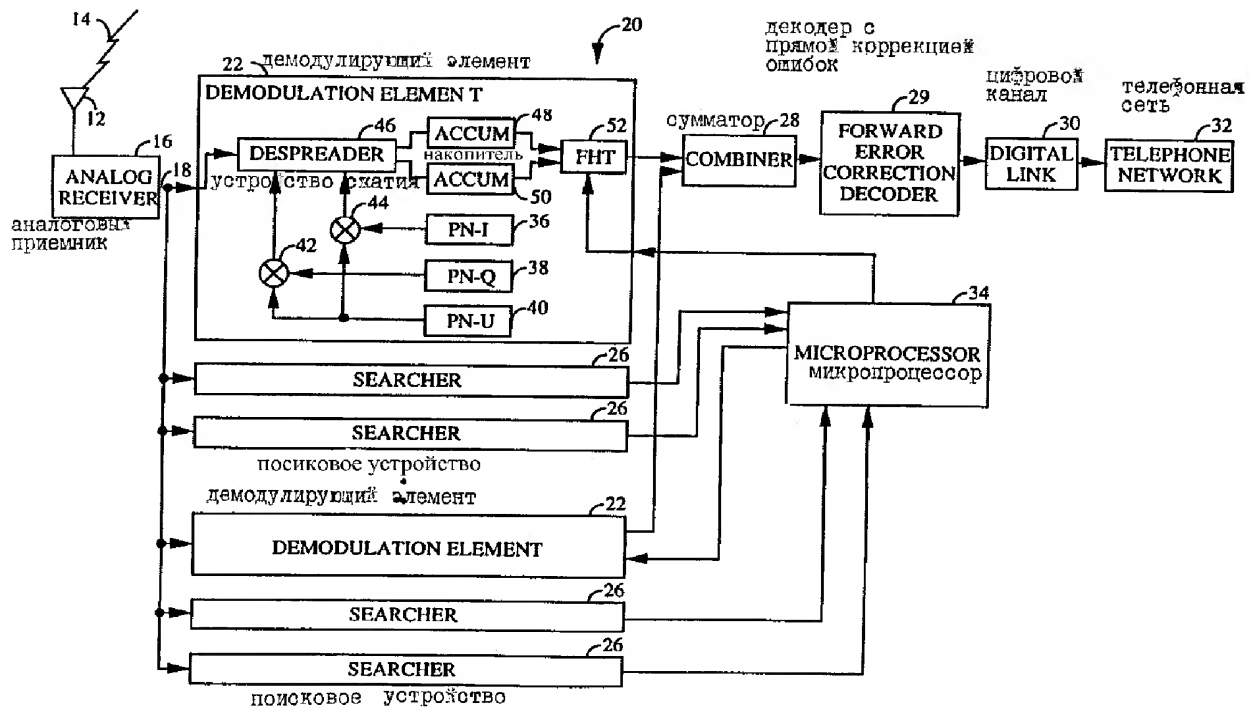 14
12
16
ANALOG
RECEIVER
аналоговый
приемник
18
20
22
демодулирующий элемент
DEMODULATION ELEMEN T
46
DESPREADER
устройство сжатия
48
ACCUM
накопитель
ACCUM
50
52
FHT
44
42
PN-I
36
PN-Q
38
PN-U
40
сумматор
28
COMBINER
декодер с
прямой коррекцией
ошибок
29
FORWARD
ERROR
CORRECTION
DECODER
цифровой
канал
30
DIGITAL
LINK
телефонная
сеть
32
TELEPHONE
NETWORK
34
MICROPROCESSOR
микропроцессор
26
SEARCHER
26
SEARCHER
посиковое устройство
демодулирующий элемент
22
DEMODULATION ELEMENT
26
SEARCHER
26
SEARCHER
поисковое устройство